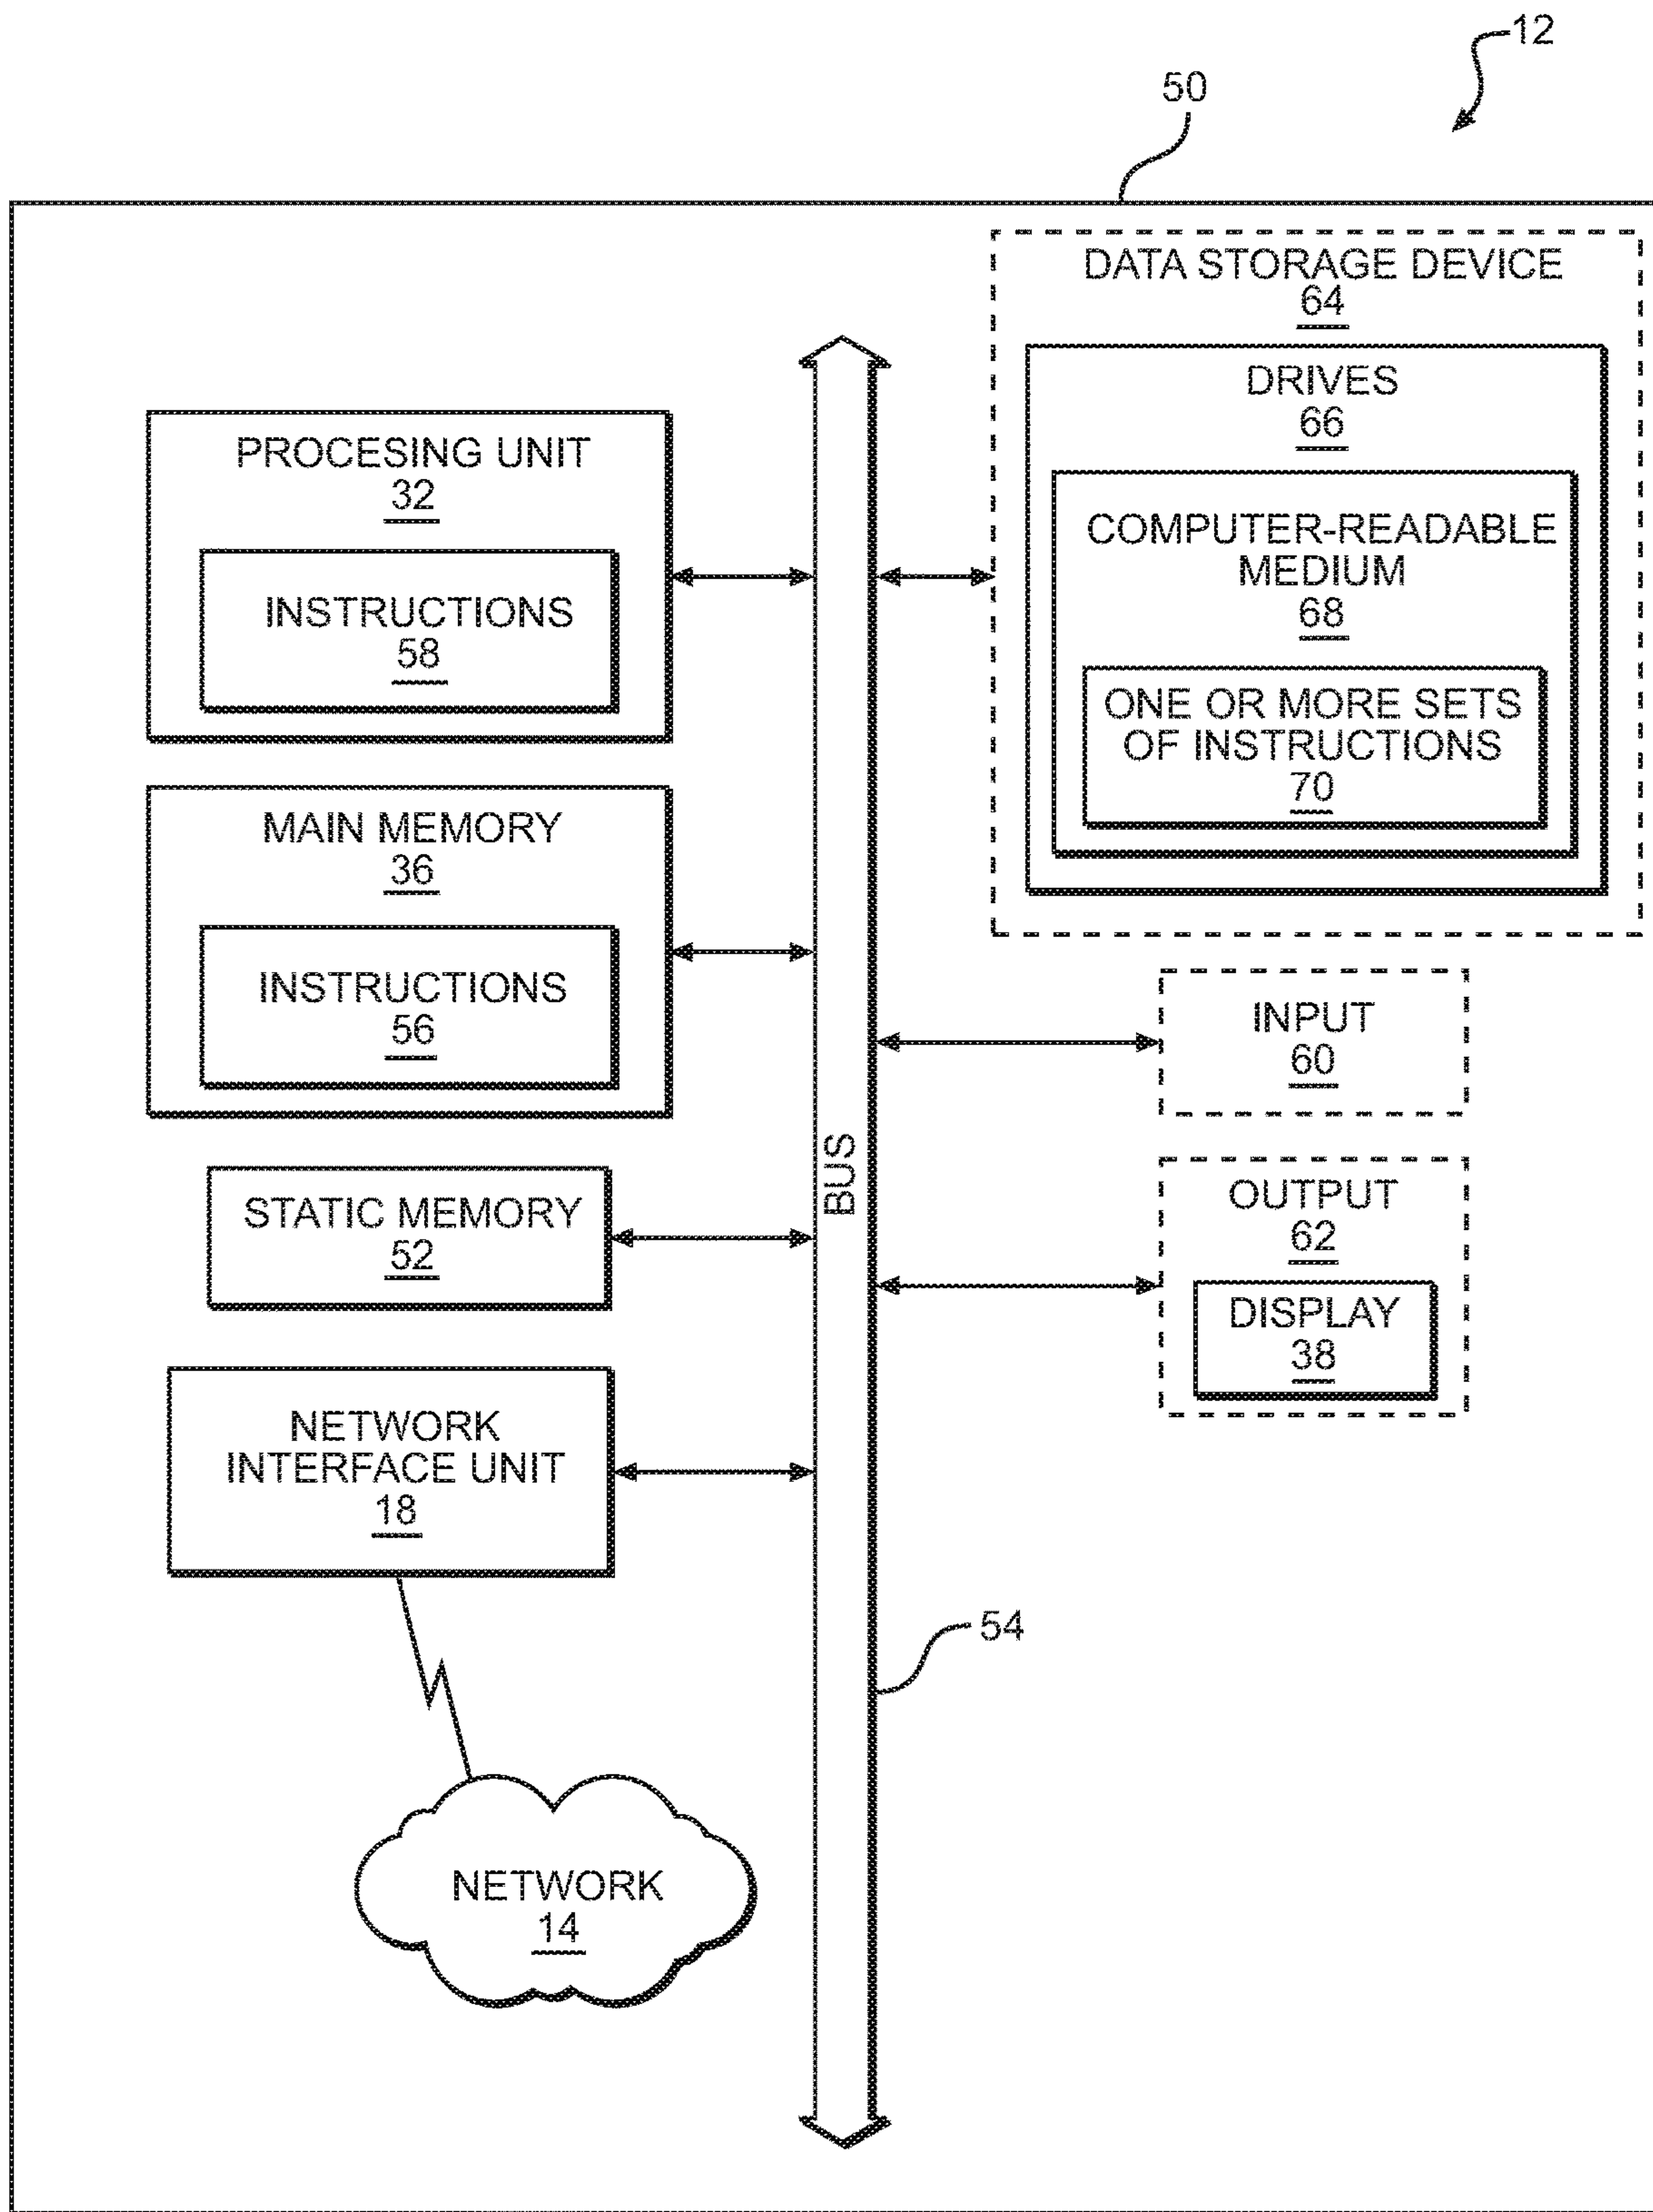 12
50
DATA STORAGE DEVICE
64
DRIVES
66
COMPUTER-READABLE
MEDIUM
68
ONE OR MORE SETS
OF INSTRUCTIONS
70
PROCESING UNIT
32
INSTRUCTIONS
58
MAIN MEMORY
36
INSTRUCTIONS
56
STATIC MEMORY
52
NETWORK
INTERFACE UNIT
18
NETWORK
14
BUS
54
INPUT
60
OUTPUT
62
DISPLAY
38